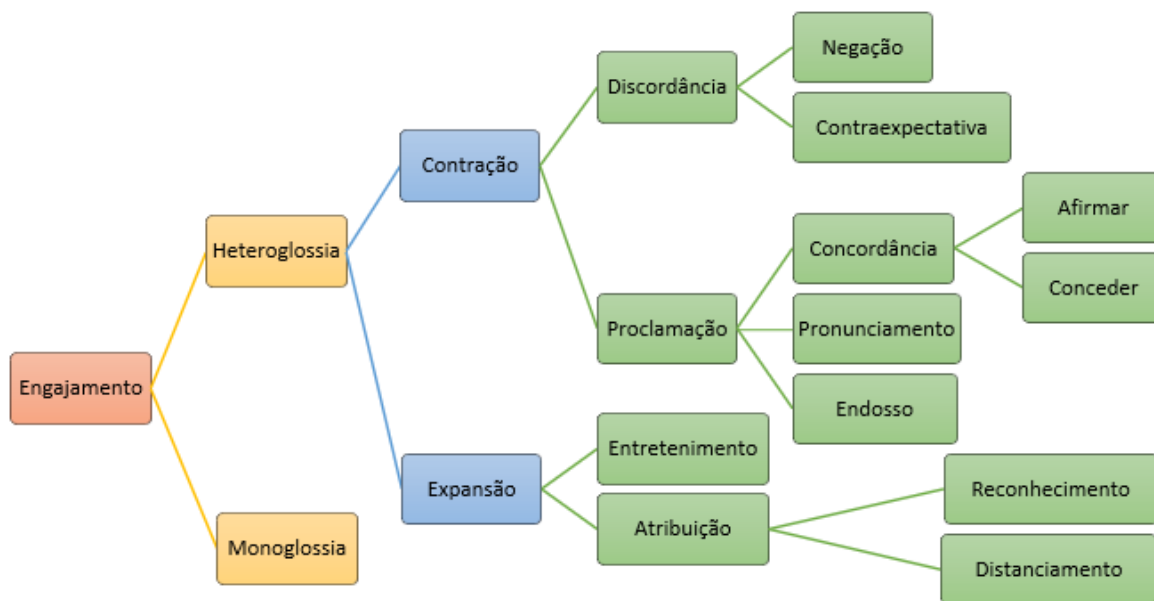 Negação
Discordância
Contraexpectativa
Contração
Afirmar
Heteroglossia
Concordância
Conceder
Proclamação
Pronunciamento
Engajamento
Endosso
Entretenimento
Expansão
Reconhecimento
Atribuição
Monoglossia
Distanciamento